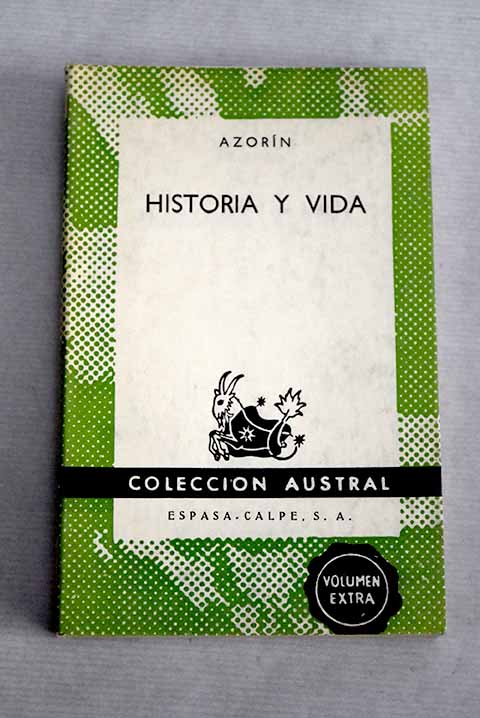 AZORÍN
HISTORIA Y VIDA
COLECCION AUSTRAL
ESPASA-CALPE, S. A.
VOLUMEN
EXTRA